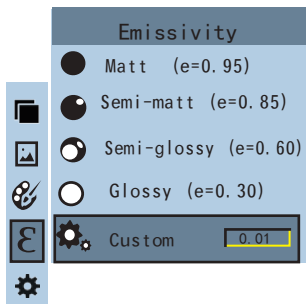 Emissivity
Matt (e=0.95)
Semi-matt (e=0.85)
Semi-glossy (e=0.60)
Glossy (e=0.30)
ε
Custom 0.01